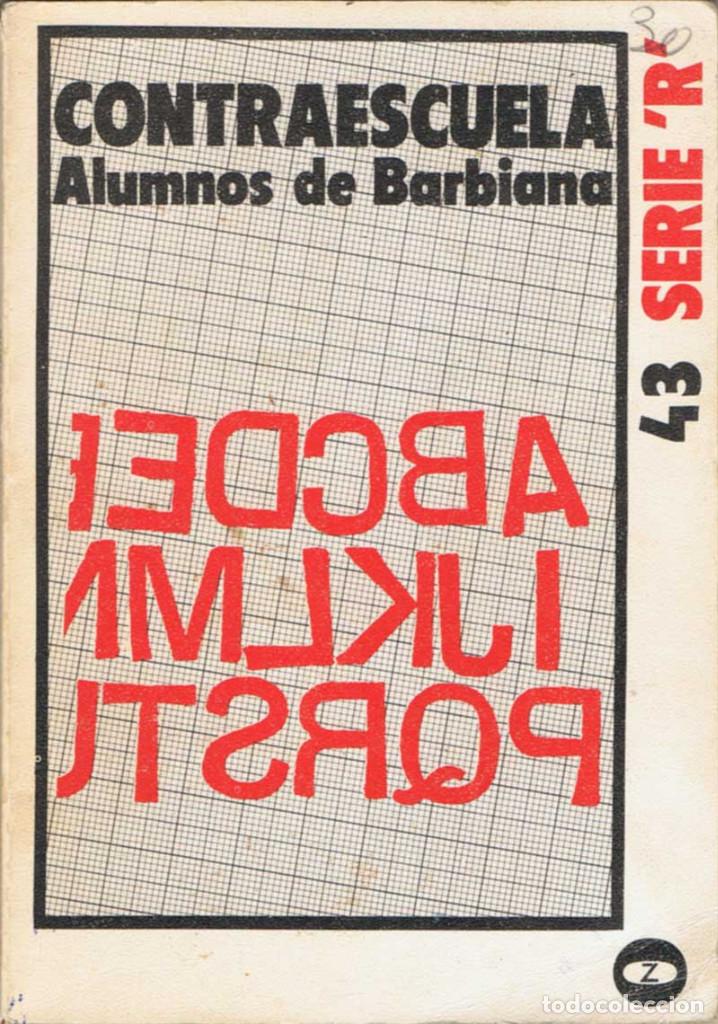 CONTRAESCUELA
Alumnos de Barbiana
43 SERIE 'R'
30
ABCDE
IJKLM
PQRST
Z
todocoleccion